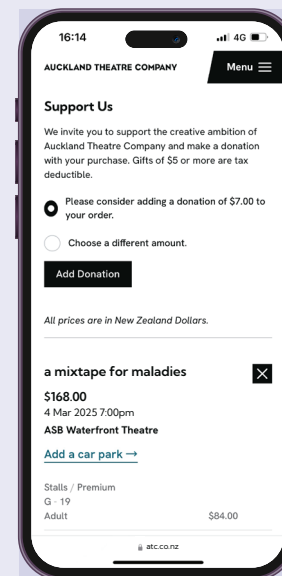 16:14
4G
AUCKLAND THEATRE COMPANY
Menu
Support Us
We invite you to support the creative ambition of
Auckland Theatre Company and make a donation
with your purchase. Gifts of $5 or more are tax
deductible.
Please consider adding a donation of $7.00 to
your order.
Choose a different amount.
Add Donation
All prices are in New Zealand Dollars.
a mixtape for maladies
$168.00
4 Mar 2025 7:00pm
ASB Waterfront Theatre
Add a car park →
Stalls / Premium
G - 19
Adult $84.00
atc.co.nz